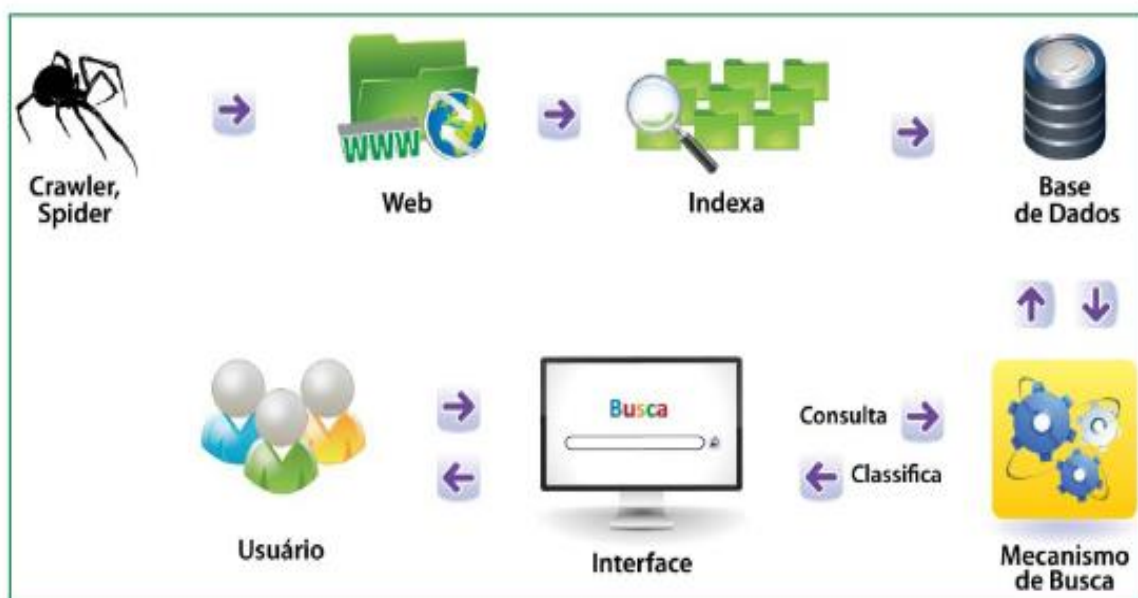 WWW
Crawler,
Spider
Web
Indexa
Base
de Dados
Busca
Consulta
Classifica
Usuário
Interface
Mecanismo
de Busca